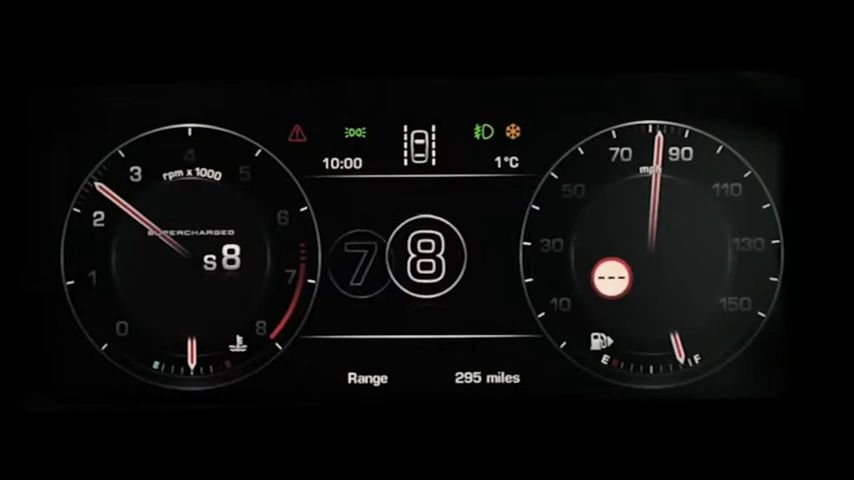 10:00
1°C
rpm x 1000
0 1 2 3 4 5 6 7 8
SUPERCHARGED
S8
7 8
mph
10 30 50 70 90 110 130 150
---
E F
Range 295 miles